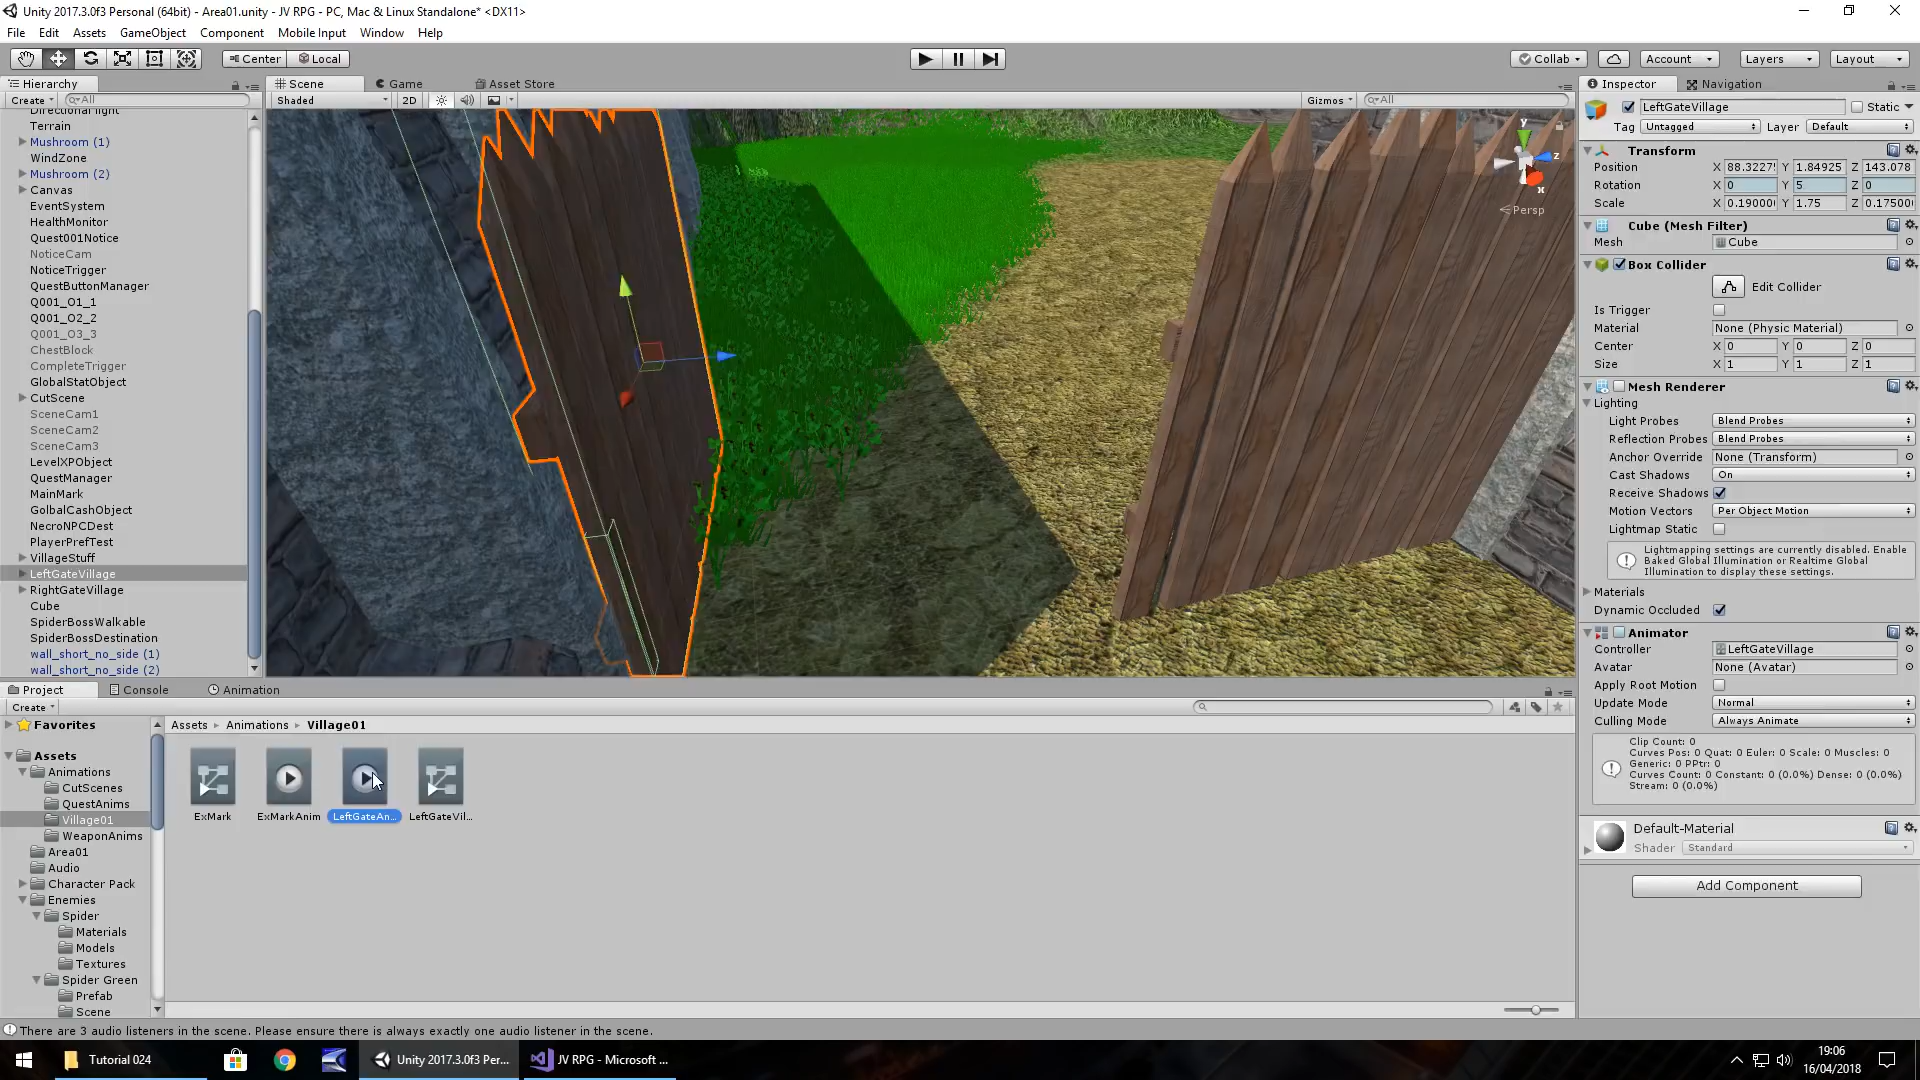 Unity 2017.3.0f3 Personal (64bit) - Area01.unity - JV RPG - PC, Mac & Linux Standalone* <DX11>
File Edit Assets GameObject Component Mobile Input Window Help
Center Local Collab Account Layers Layout
Hierarchy
Create All
Directional light
Terrain
Mushroom (1)
WindZone
Mushroom (2)
Canvas
EventSystem
HealthMonitor
Quest001Notice
NoticeCam
NoticeTrigger
QuestButtonManager
Q001_O1_1
Q001_O2_2
Q001_O3_3
ChestBlock
CompleteTrigger
GlobalStatObject
CutScene
SceneCam1
SceneCam2
SceneCam3
LevelXPObject
QuestManager
MainMark
GolbalCashObject
NecroNPCDest
PlayerPrefTest
VillageStuff
LeftGateVillage
RightGateVillage
Cube
SpiderBossWalkable
SpiderBossDestination
wall_short_no_side (1)
wall_short_no_side (2)
Scene Game Asset Store
Shaded 2D Gizmos All
y
z
x
Persp
Inspector Navigation
LeftGateVillage Static
Tag Untagged Layer Default
Transform
Position X 88.3227 Y 1.84925 Z 143.078
Rotation X 0 Y 5 Z 0
Scale X 0.19000 Y 1.75 Z 0.17500
Cube (Mesh Filter)
Mesh Cube
Box Collider
Edit Collider
Is Trigger
Material None (Physic Material)
Center X 0 Y 0 Z 0
Size X 1 Y 1 Z 1
Mesh Renderer
Lighting
Light Probes Blend Probes
Reflection Probes Blend Probes
Anchor Override None (Transform)
Cast Shadows On
Receive Shadows
Motion Vectors Per Object Motion
Lightmap Static
Lightmapping settings are currently disabled. Enable
Baked Global Illumination or Realtime Global
Illumination to display these settings.
Materials
Dynamic Occluded
Animator
Controller LeftGateVillage
Avatar None (Avatar)
Apply Root Motion
Update Mode Normal
Culling Mode Always Animate
Clip Count: 0
Curves Pos: 0 Quat: 0 Euler: 0 Scale: 0 Muscles: 0
Generic: 0 PPtr: 0
Curves Count: 0 Constant: 0 (0.0%) Dense: 0 (0.0%)
Stream: 0 (0.0%)
Default-Material
Shader Standard
Add Component
Project Console Animation
Create
Favorites
Assets
Animations
CutScenes
QuestAnims
Village01
WeaponAnims
Area01
Audio
Character Pack
Enemies
Spider
Materials
Models
Textures
Spider Green
Prefab
Scene
Assets Animations Village01
ExMark ExMarkAnim LeftGateAn... LeftGateVil...
There are 3 audio listeners in the scene. Please ensure there is always exactly one audio listener in the scene.
Tutorial 024 Unity 2017.3.0f3 Per... JV RPG - Microsoft ...
19:06
16/04/2018